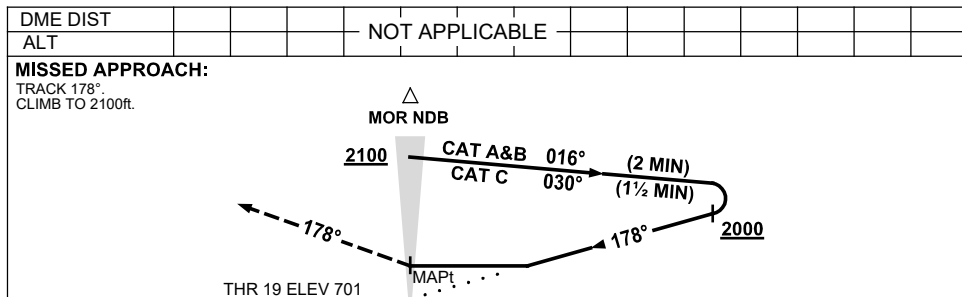 DME DIST
ALT
NOT APPLICABLE
MISSED APPROACH:
TRACK 178°.
CLIMB TO 2100ft.
MOR NDB
2100
CAT A&B 016° (2 MIN)
CAT C 030° (1½ MIN)
178°
178°
2000
MAPt
THR 19 ELEV 701